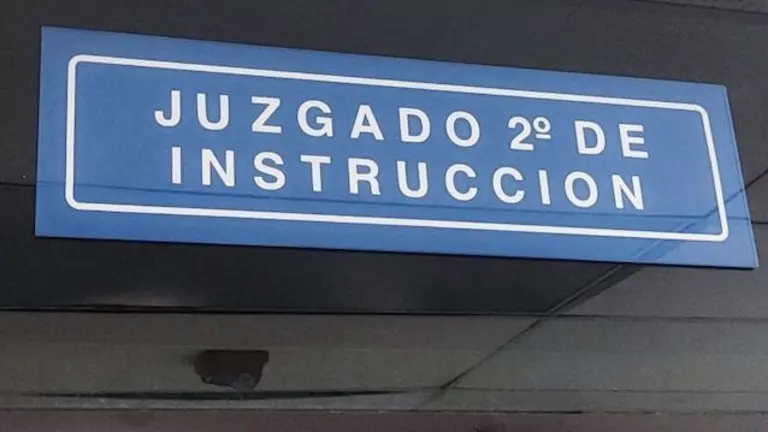 JUZGADO 2º DE
INSTRUCCION